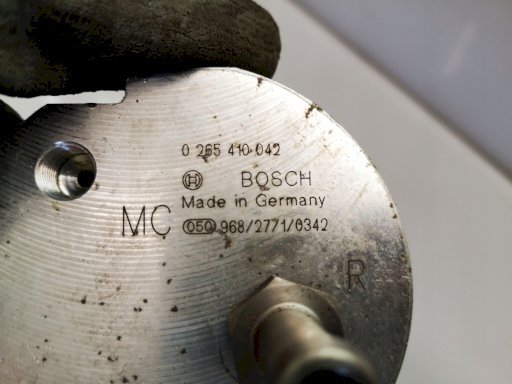 0 265 410 042
BOSCH
Made in Germany
MC 050 968/2771/0342
R